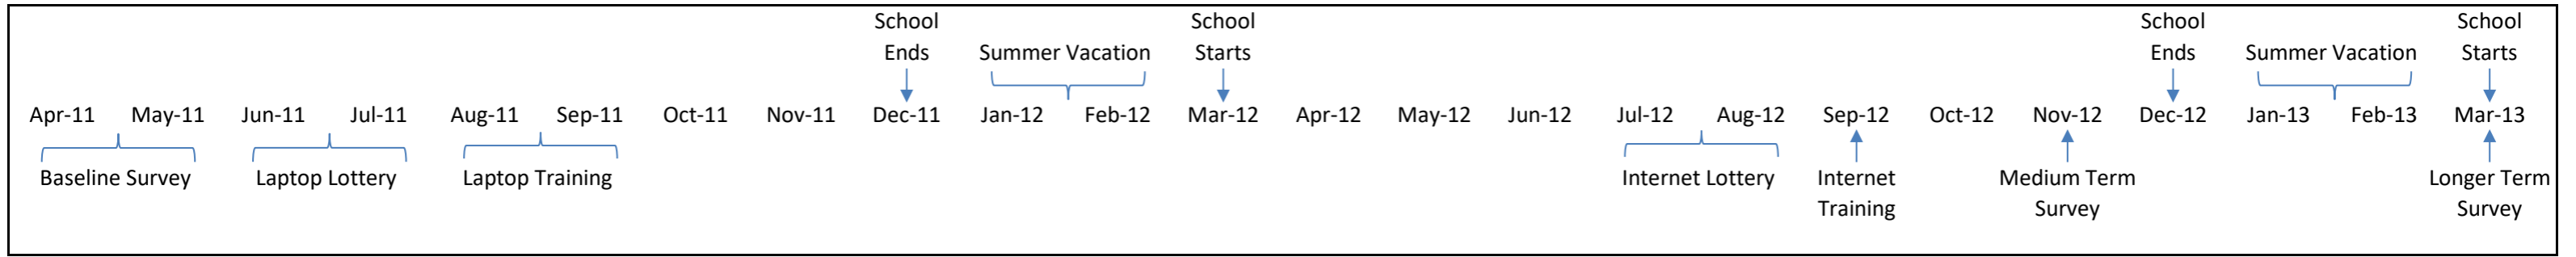 School School School School
Ends Summer Vacation Starts Ends Summer Vacation Starts
Apr-11 May-11 Jun-11 Jul-11 Aug-11 Sep-11 Oct-11 Nov-11 Dec-11 Jan-12 Feb-12 Mar-12 Apr-12 May-12 Jun-12 Jul-12 Aug-12 Sep-12 Oct-12 Nov-12 Dec-12 Jan-13 Feb-13 Mar-13
Baseline Survey Laptop Lottery Laptop Training Internet Lottery Internet Medium Term Longer Term
Training Survey Survey